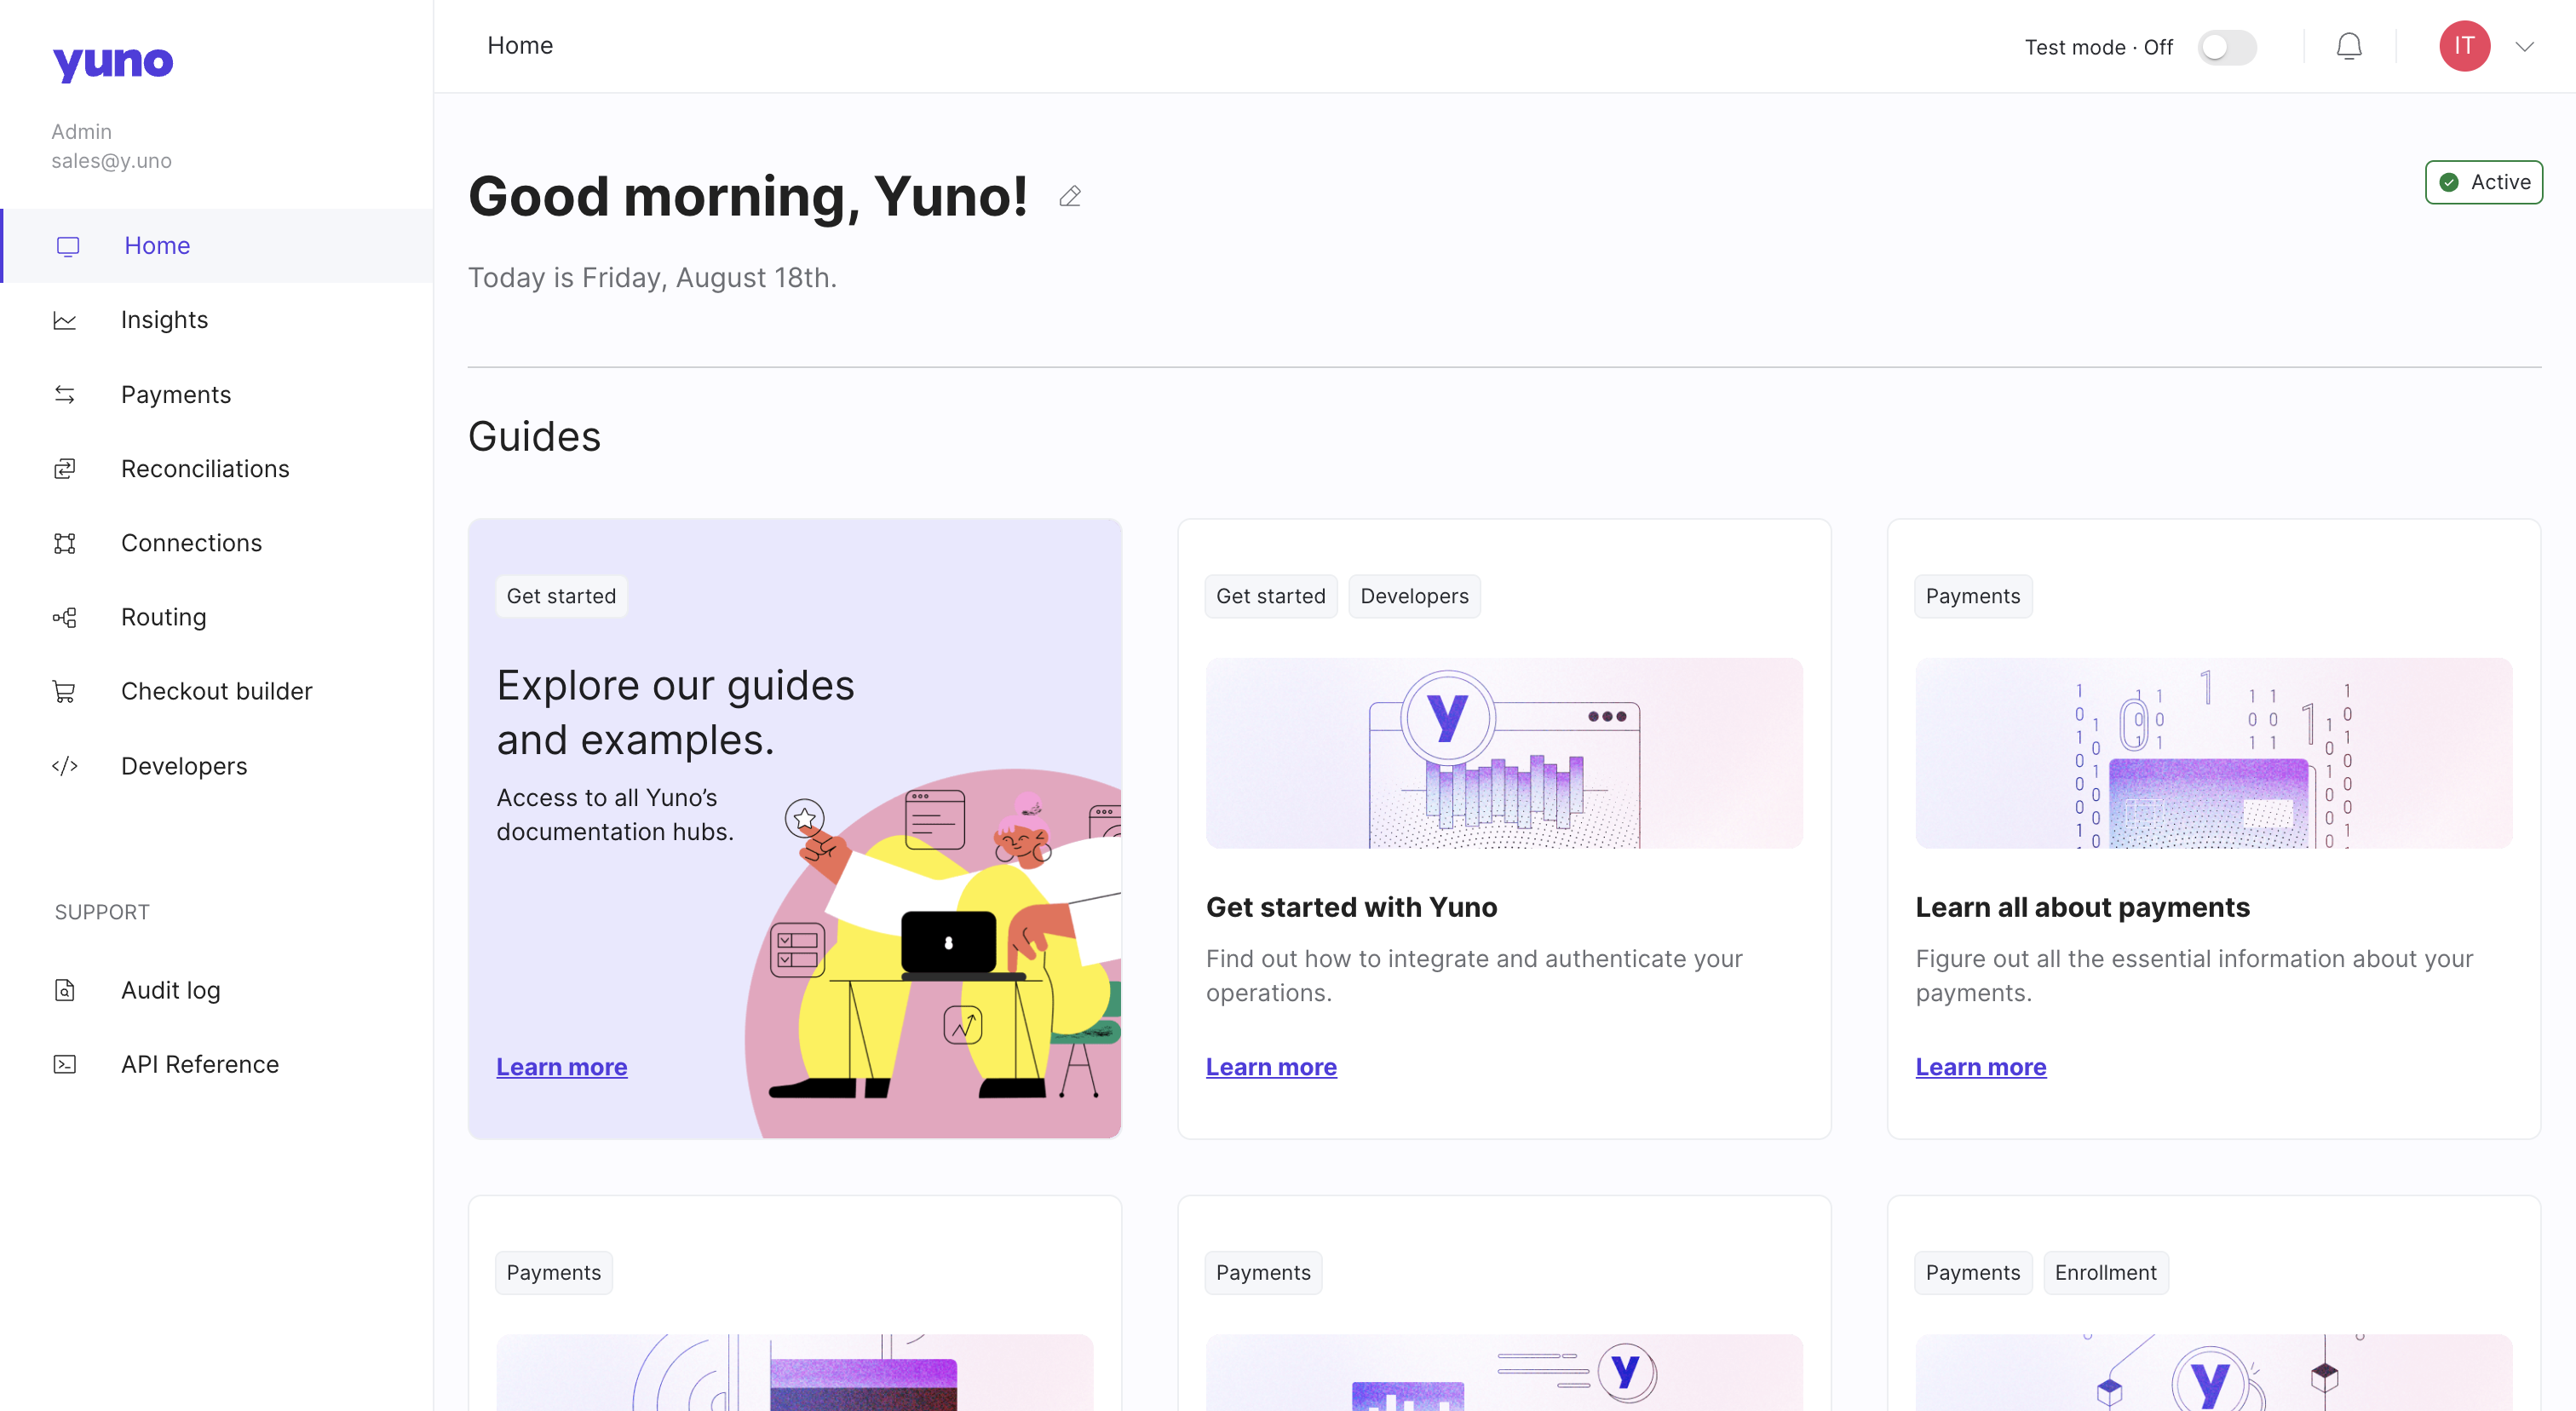 yuno
Admin
sales@y.uno
Home
Insights
Payments
Reconciliations
Connections
Routing
Checkout builder
Developers
SUPPORT
Audit log
API Reference
Home
Test mode · Off
IT
Good morning, Yuno!
Active
Today is Friday, August 18th.
Guides
Get started
Explore our guides
and examples.
Access to all Yuno’s
documentation hubs.
Learn more
Get started Developers
y
Get started with Yuno
Find out how to integrate and authenticate your
operations.
Learn more
Payments
Learn all about payments
Figure out all the essential information about your
payments.
Learn more
Payments
Payments
y
Payments Enrollment
y